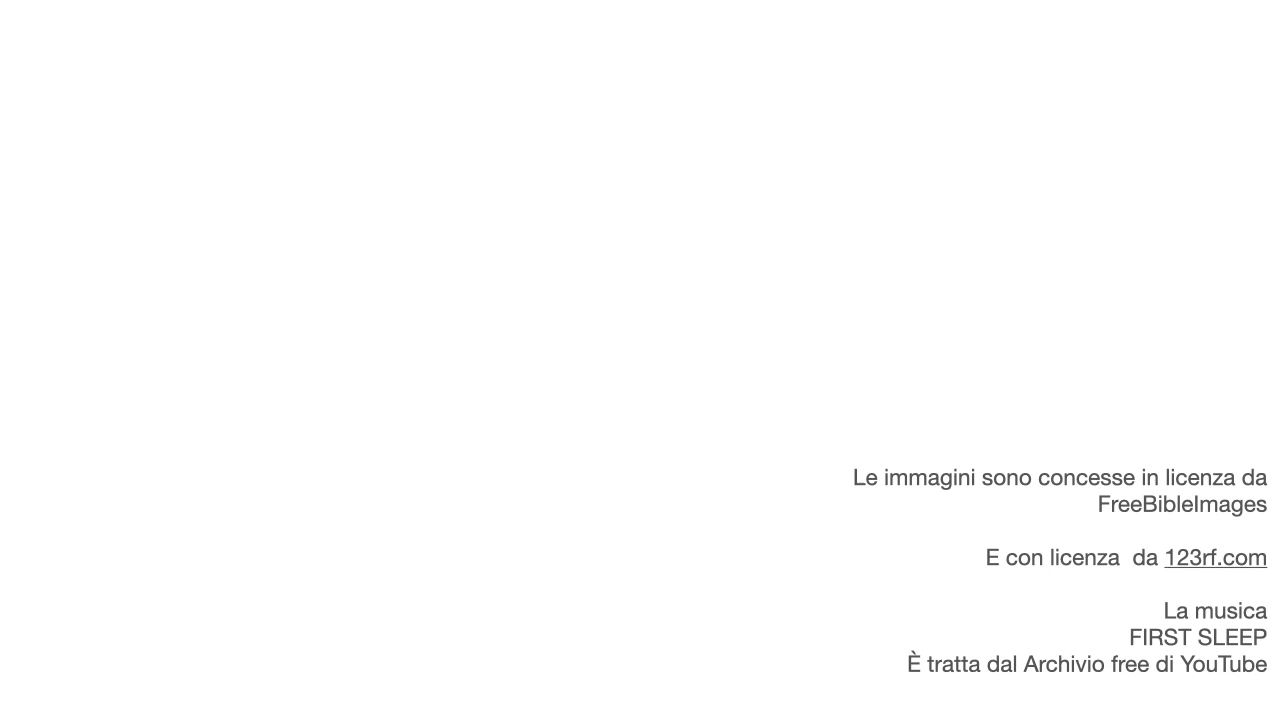 Le immagini sono concesse in licenza da
FreeBibleImages
E con licenza  da 123rf.com
La musica
FIRST SLEEP
È tratta dal Archivio free di YouTube